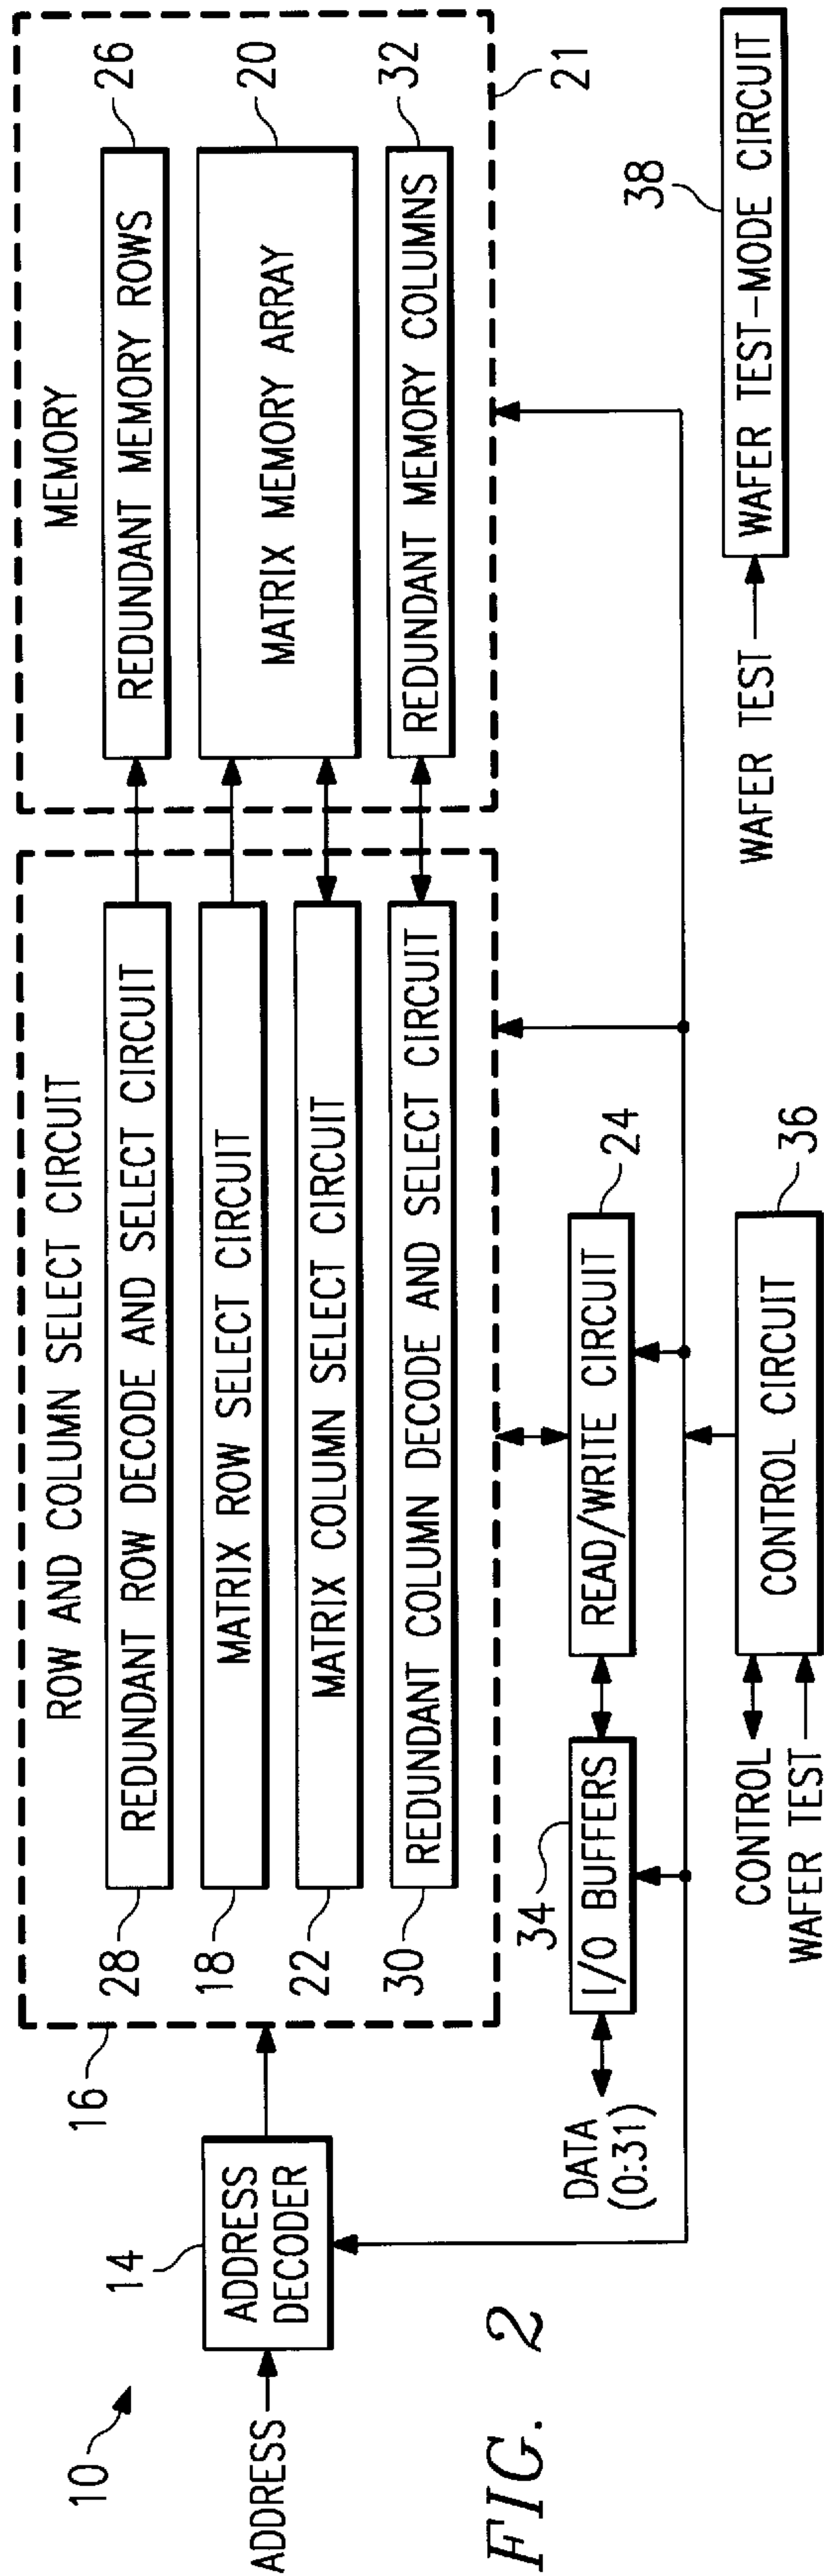 10
ADDRESS
14
ADDRESS
DECODER
16
ROW AND COLUMN SELECT CIRCUIT
28
REDUNDANT ROW DECODE AND SELECT CIRCUIT
18
MATRIX ROW SELECT CIRCUIT
22
MATRIX COLUMN SELECT CIRCUIT
30
REDUNDANT COLUMN DECODE AND SELECT CIRCUIT
MEMORY
REDUNDANT MEMORY ROWS
26
MATRIX MEMORY ARRAY
20
REDUNDANT MEMORY COLUMNS
32
21
DATA
(0:31)
34
I/O BUFFERS
READ/WRITE CIRCUIT
24
CONTROL
WAFER TEST
CONTROL CIRCUIT
36
WAFER TEST
38
WAFER TEST-MODE CIRCUIT
FIG. 2